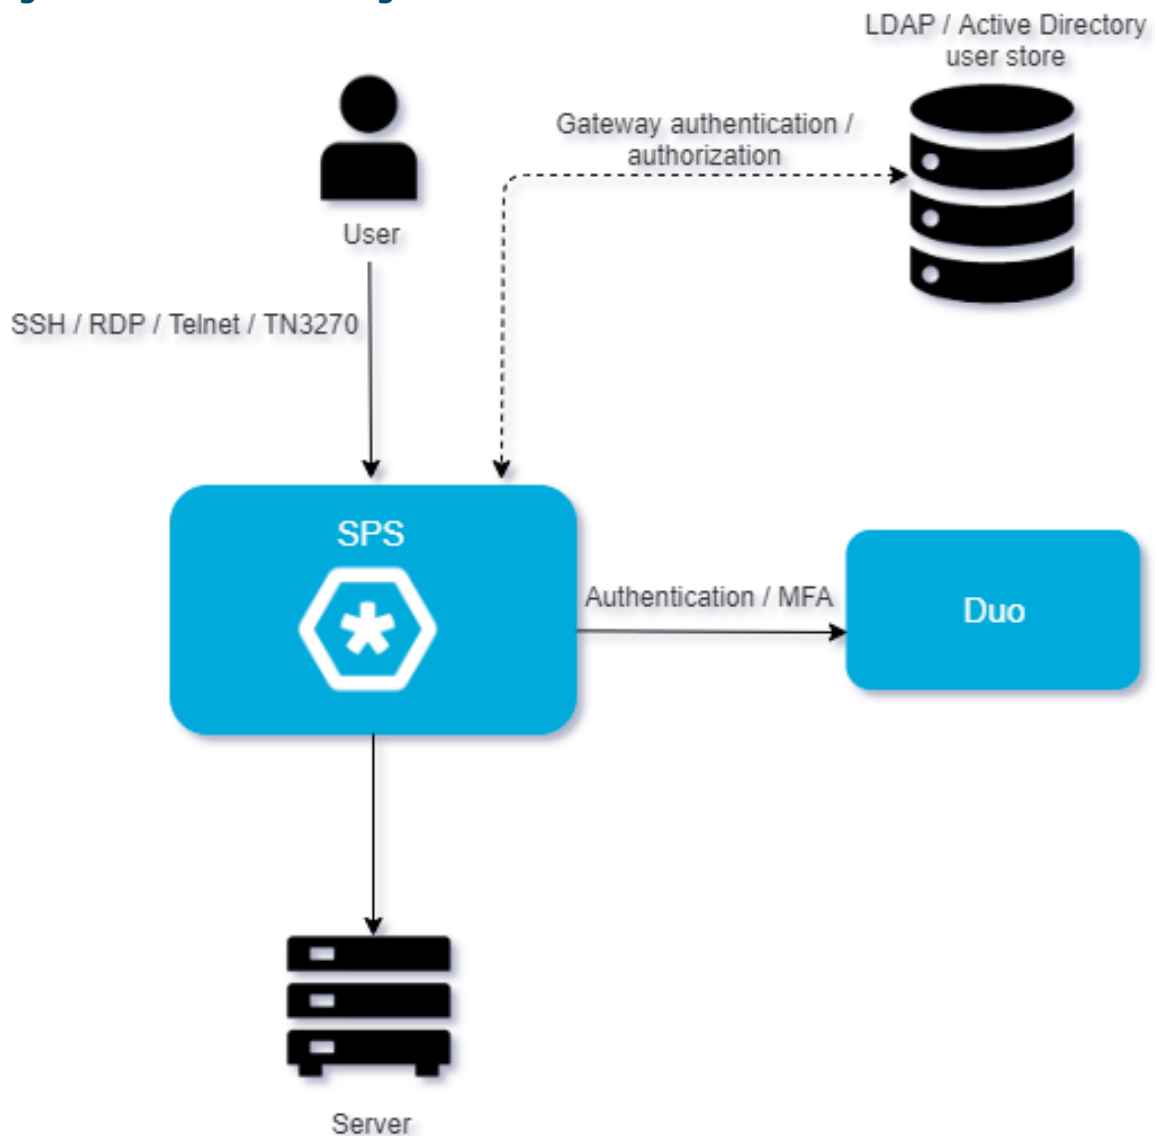 LDAP / Active Directory
user store
Gateway authentication /
authorization
User
SSH / RDP / Telnet / TN3270
SPS
Authentication / MFA
Duo
Server